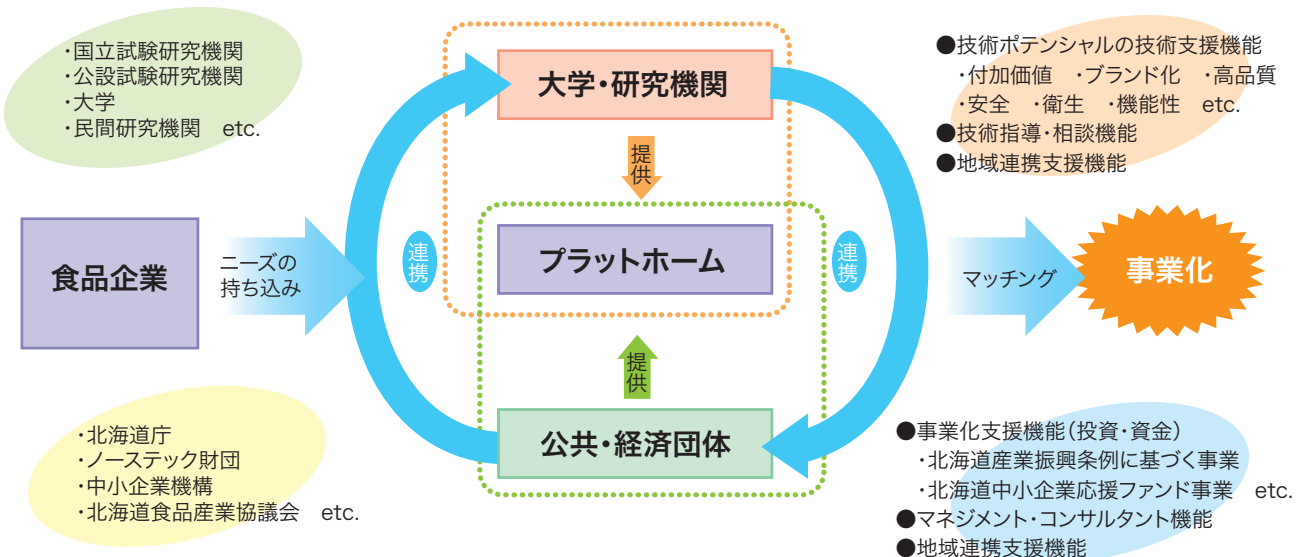 ・国立試験研究機関
・公設試験研究機関
・大学
・民間研究機関　etc.
大学・研究機関
●技術ポテンシャルの技術支援機能
・付加価値　・ブランド化　・高品質
・安全　・衛生　・機能性　etc.
●技術指導・相談機能
●地域連携支援機能
提供
食品企業
ニーズの
持ち込み
連携
プラットホーム
連携
マッチング
事業化
提供
公共・経済団体
・北海道庁
・ノーステック財団
・中小企業機構
・北海道食品産業協議会　etc.
●事業化支援機能(投資・資金)
・北海道産業振興条例に基づく事業
・北海道中小企業応援ファンド事業　etc.
●マネジメント・コンサルタント機能
●地域連携支援機能